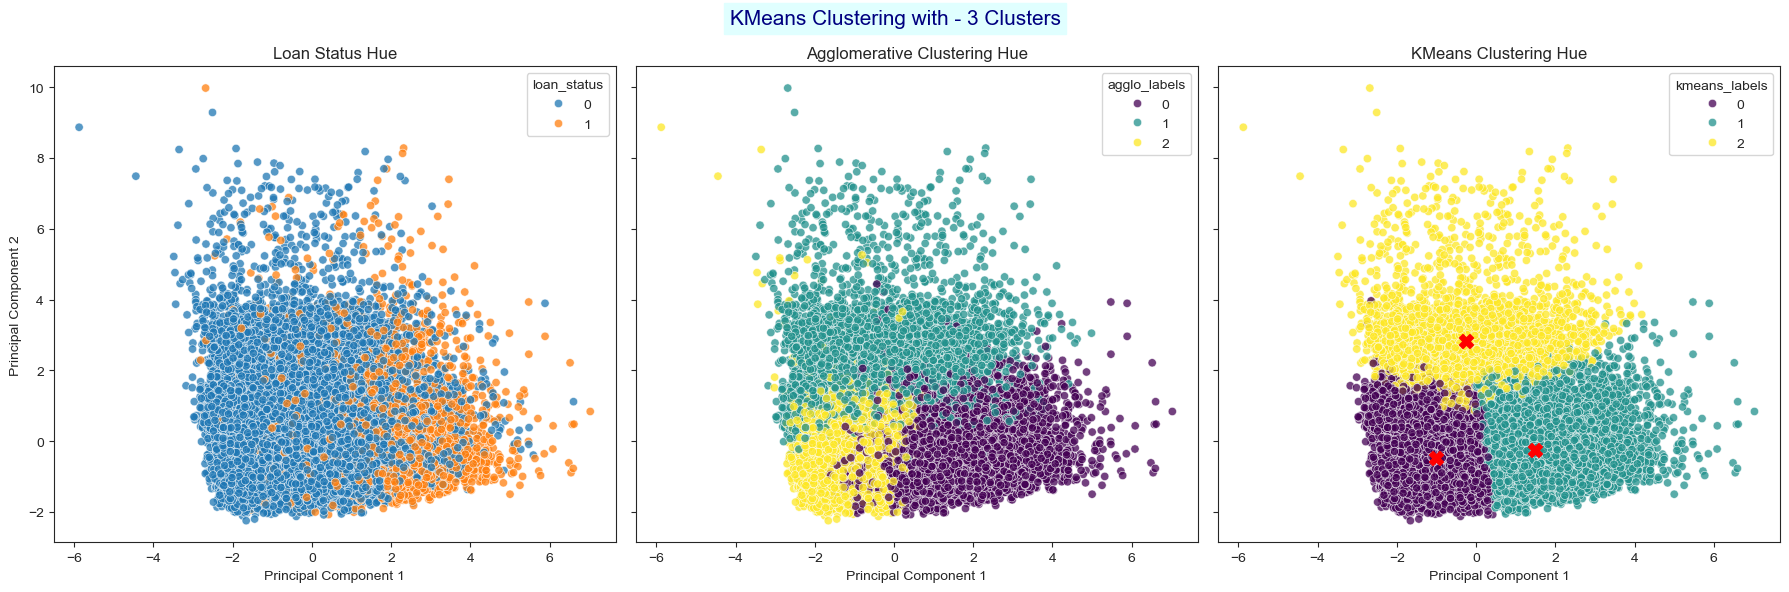 KMeans Clustering with - 3 Clusters
Loan Status Hue
loan_status
0
1
10
8
6
4
2
0
−2
Principal Component 2
−6 −4 −2 0 2 4 6
Principal Component 1
Agglomerative Clustering Hue
agglo_labels
0
1
2
−6 −4 −2 0 2 4 6
Principal Component 1
KMeans Clustering Hue
kmeans_labels
0
1
2
−6 −4 −2 0 2 4 6
Principal Component 1